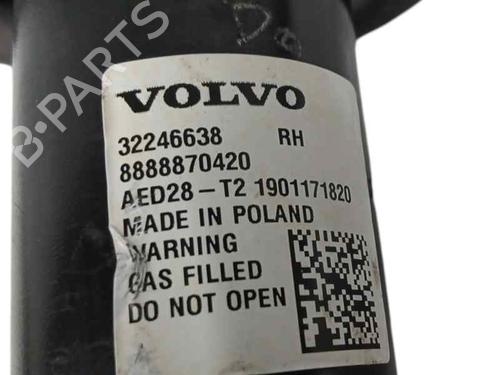 VOLVO
32246638 RH
8888870420
AED28-T2 1901171820
MADE IN POLAND
WARNING
GAS FILLED
DO NOT OPEN
B-PARTS